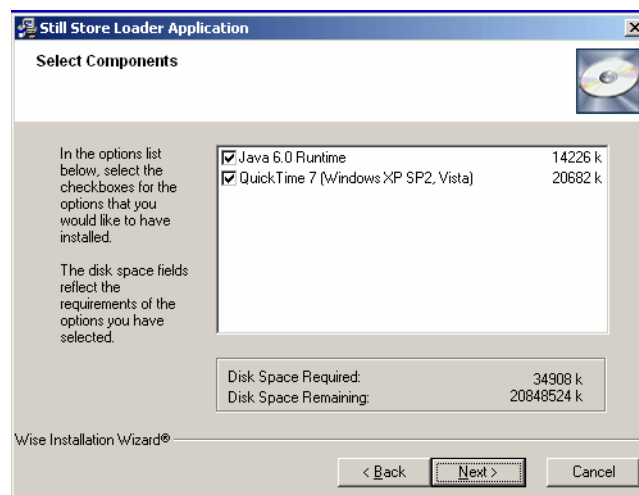 Still Store Loader Application
Select Components
In the options list
below, select the
checkboxes for the
options that you
would like to have
installed.
The disk space fields
reflect the
requirements of the
options you have
selected.
Java 6.0 Runtime 14226 k
QuickTime 7 (Windows XP SP2, Vista) 20682 k
Disk Space Required: 34908 k
Disk Space Remaining: 20848524 k
Wise Installation Wizard®
< Back Next > Cancel